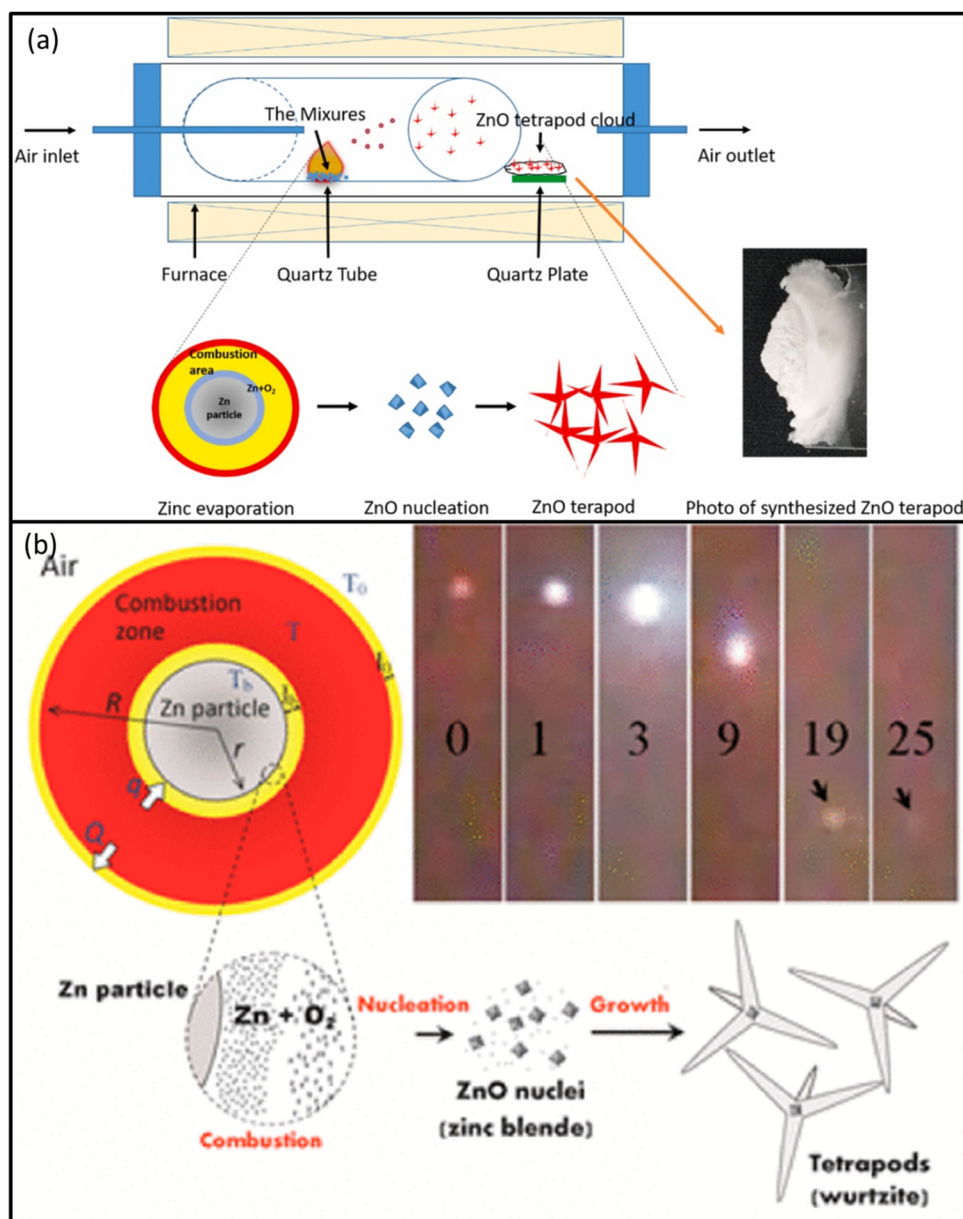 (a)
The Mixures
ZnO tetrapod cloud
Air inlet
Air outlet
Furnace
Quartz Tube
Quartz Plate
Combustion
area
Zn+O₂
Zn
particle
Zinc evaporation
ZnO nucleation
ZnO terapod
Photo of synthesized ZnO terapod
(b)
Air
T₀
Combustion
zone
T
T_b
Zn particle
R
r
q
Q
0
1
3
9
19
25
Zn particle
Zn + O₂
Combustion
Nucleation
Growth
ZnO nuclei
(zinc blende)
Tetrapods
(wurtzite)